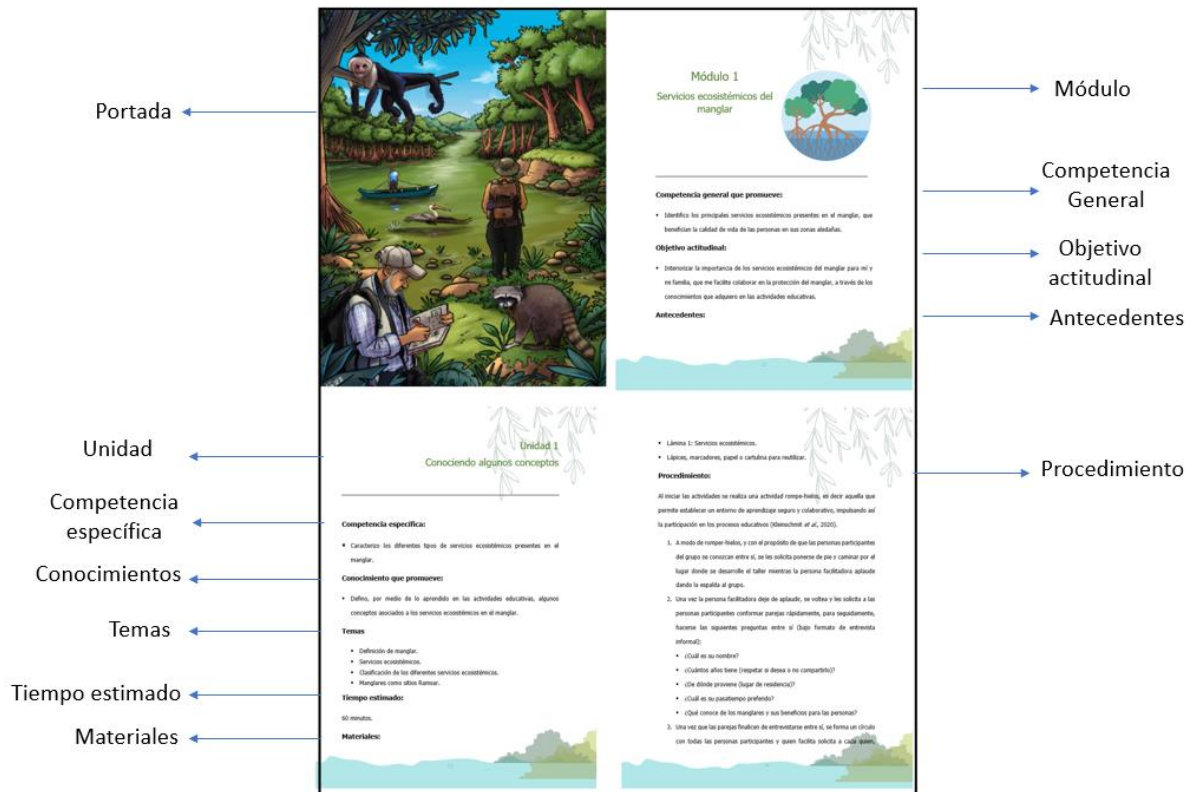 Portada
Módulo 1
Servicios ecosistémicos del
manglar
Competencia general que promueve:
• Identifico los principales servicios ecosistémicos presentes en el manglar, que
benefician la calidad de vida de las personas en sus zonas aledañas.
Objetivo actitudinal:
• Interiorizar la importancia de los servicios ecosistémicos del manglar para mí y
mi familia, que me facilite colaborar en la protección del manglar, a través de los
conocimientos que adquiero en las actividades educativas.
Antecedentes:
Módulo
Competencia
General
Objetivo
actitudinal
Antecedentes
Unidad
Competencia
específica
Conocimientos
Temas
Tiempo estimado
Materiales
Unidad 1
Conociendo algunos conceptos
Competencia específica:
• Caracterizo los diferentes tipos de servicios ecosistémicos presentes en el
manglar.
Conocimiento que promueve:
• Defino, por medio de lo aprendido en las actividades educativas, algunos
conceptos asociados a los servicios ecosistémicos en el manglar.
Temas
• Definición de manglar.
• Servicios ecosistémicos.
• Clasificación de los diferentes servicios ecosistémicos.
• Manglares como sitios Ramsar.
Tiempo estimado:
60 minutos.
Materiales:
• Lámina 1: Servicios ecosistémicos.
• Lápices, marcadores, papel o cartulina para reutilizar.
Procedimiento:
Al iniciar las actividades se realiza una actividad rompe-hielos, es decir aquella que
permite establecer un entorno de aprendizaje seguro y colaborativo, impulsando así
la participación en los procesos educativos (Kleinschmit et al., 2020).
1. A modo de romper-hielos, y con el propósito de que las personas participantes
del grupo se conozcan entre sí, se les solicita ponerse de pie y caminar por el
lugar donde se desarrolle el taller mientras la persona facilitadora aplaude
dando la espalda al grupo.
2. Una vez la persona facilitadora deje de aplaudir, se voltea y les solicita a las
personas participantes conformar parejas rápidamente, para seguidamente,
hacerse las siguientes preguntas entre sí (bajo formato de entrevista
informal):
• ¿Cuál es su nombre?
• ¿Cuántos años tiene (respetar si desea o no compartirlo)?
• ¿De dónde proviene (lugar de residencia)?
• ¿Cuál es su pasatiempo preferido?
• ¿Qué conoce de los manglares y sus beneficios para las personas?
3. Una vez que las parejas finalicen de entrevistarse entre sí, se forma un círculo
con todas las personas participantes y quien facilita solicita a cada quien,
Procedimiento